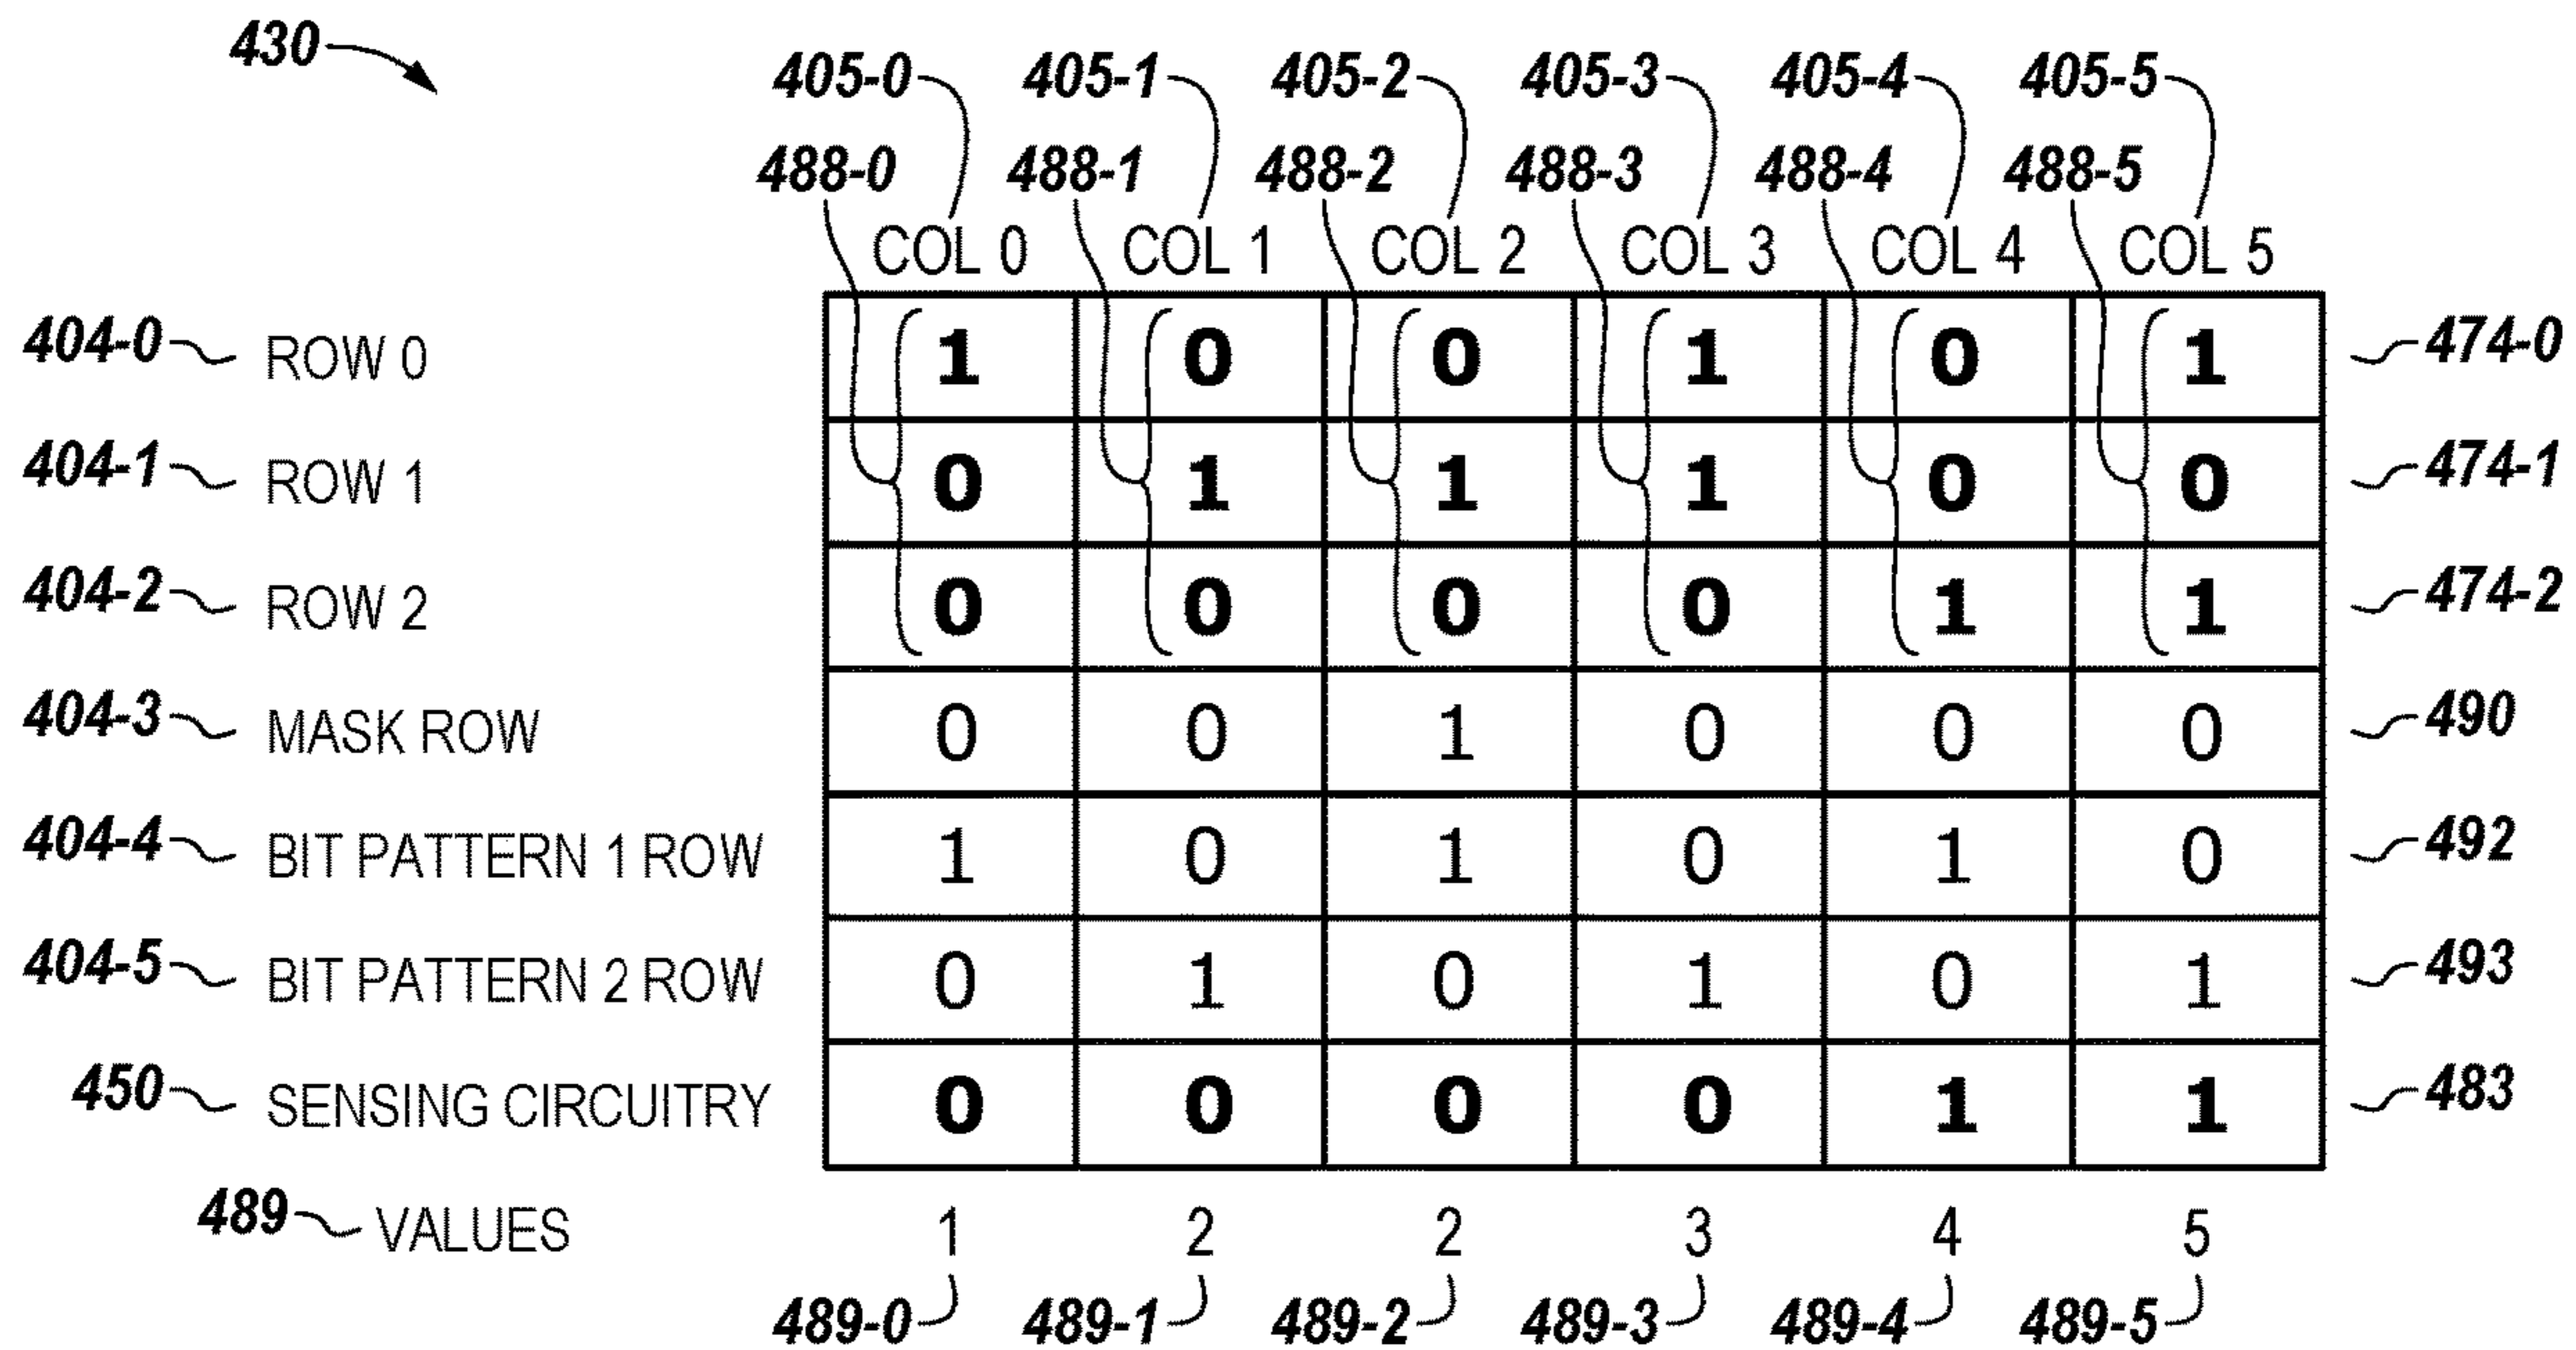 430
405-0 405-1 405-2 405-3 405-4 405-5
488-0 488-1 488-2 488-3 488-4 488-5
COL 0 COL 1 COL 2 COL 3 COL 4 COL 5
404-0 ROW 0 1 0 0 1 0 1 474-0
404-1 ROW 1 0 1 1 1 0 0 474-1
404-2 ROW 2 0 0 0 0 1 1 474-2
404-3 MASK ROW 0 0 1 0 0 0 490
404-4 BIT PATTERN 1 ROW 1 0 1 0 1 0 492
404-5 BIT PATTERN 2 ROW 0 1 0 1 0 1 493
450 SENSING CIRCUITRY 0 0 0 0 1 1 483
489 VALUES 1 2 2 3 4 5
489-0 489-1 489-2 489-3 489-4 489-5